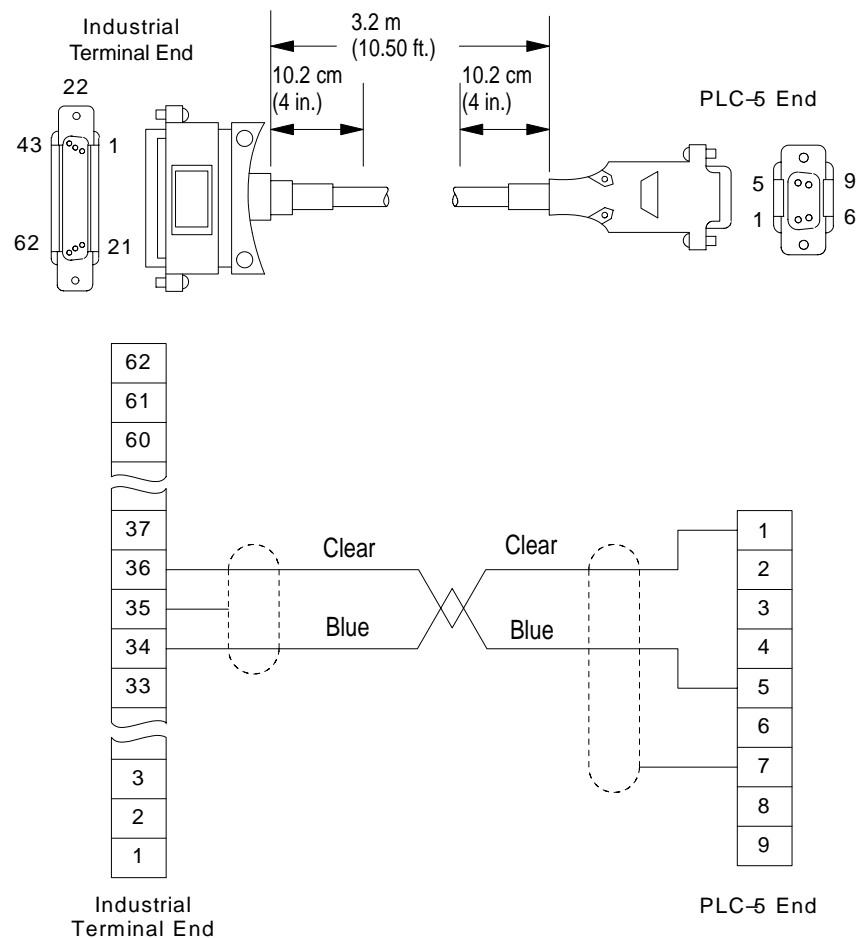 Industrial
Terminal End
3.2 m
(10.50 ft.)
10.2 cm
(4 in.)
10.2 cm
(4 in.)
PLC–5 End
22
43
1
62
21
5
9
1
6
62
61
60
37
36
35
34
33
3
2
1
Clear
Clear
Blue
Blue
1
2
3
4
5
6
7
8
9
Industrial
Terminal End
PLC–5 End